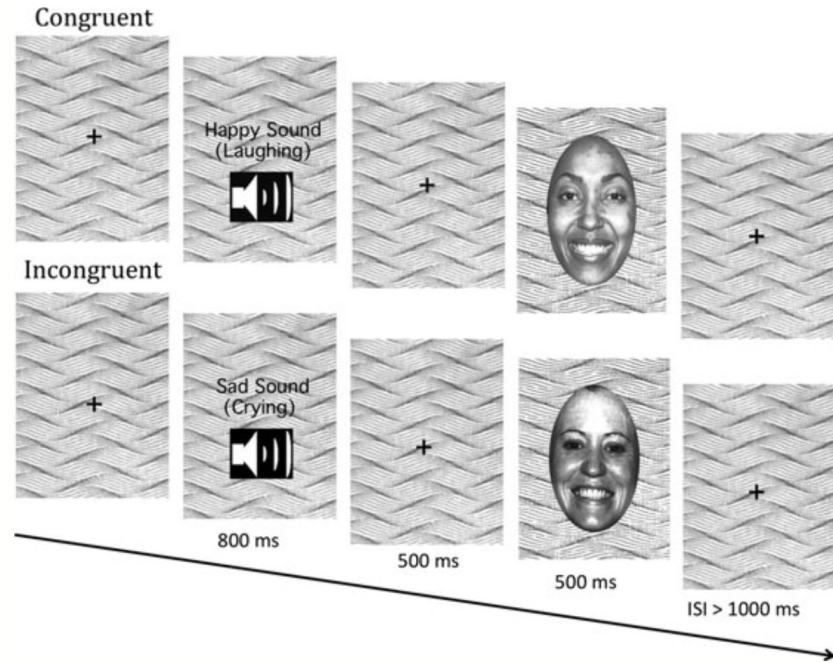 Congruent
Happy Sound
(Laughing)
Incongruent
Sad Sound
(Crying)
800 ms
500 ms
500 ms
ISI > 1000 ms